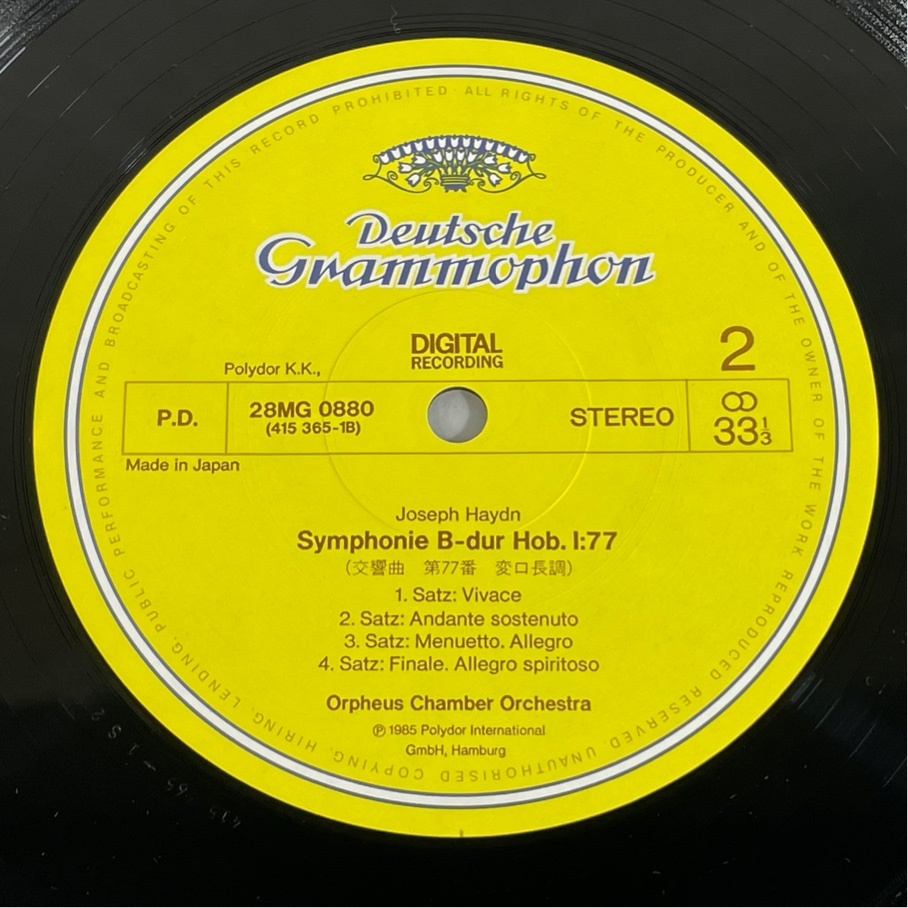 PUBLIC PERFORMANCE AND BROADCASTING OF THIS RECORD PROHIBITED · ALL RIGHTS OF THE PRODUCER AND OF THE OWNER OF THE WORK REPRODUCED RESERVED. UNAUTHORISED COPYING, HIRING, LENDING,
Deutsche
Grammophon
DIGITAL
RECORDING
2
Polydor K.K.,
P.D.
28MG 0880
(415 365-1B)
STEREO
33⅓
Made in Japan
Joseph Haydn
Symphonie B-dur Hob. I:77
(交響曲 第77番 変ロ長調)
1. Satz: Vivace
2. Satz: Andante sostenuto
3. Satz: Menuetto. Allegro
4. Satz: Finale. Allegro spiritoso
Orpheus Chamber Orchestra
℗ 1985 Polydor International
GmbH, Hamburg